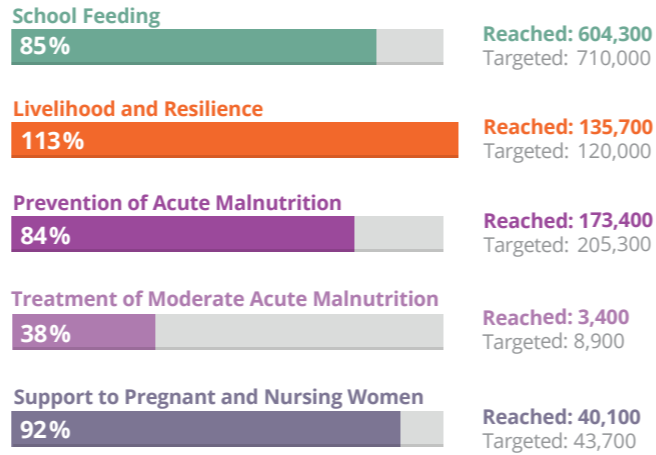 School Feeding
85%
Reached: 604,300
Targeted: 710,000
Livelihood and Resilience
113%
Reached: 135,700
Targeted: 120,000
Prevention of Acute Malnutrition
84%
Reached: 173,400
Targeted: 205,300
Treatment of Moderate Acute Malnutrition
38%
Reached: 3,400
Targeted: 8,900
Support to Pregnant and Nursing Women
92%
Reached: 40,100
Targeted: 43,700